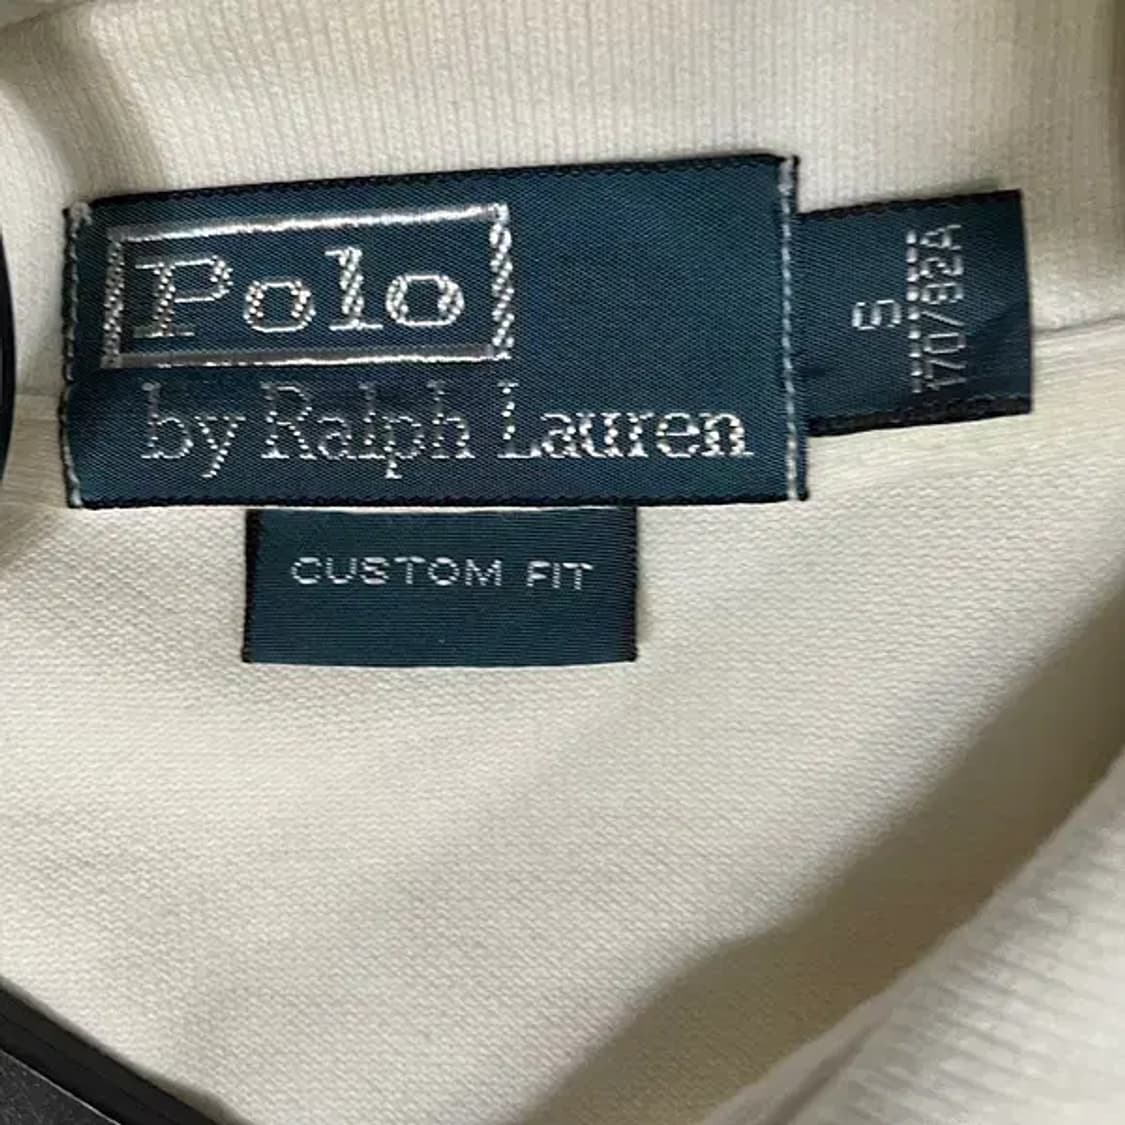 Polo
by Ralph Lauren
S
170/92A
CUSTOM FIT